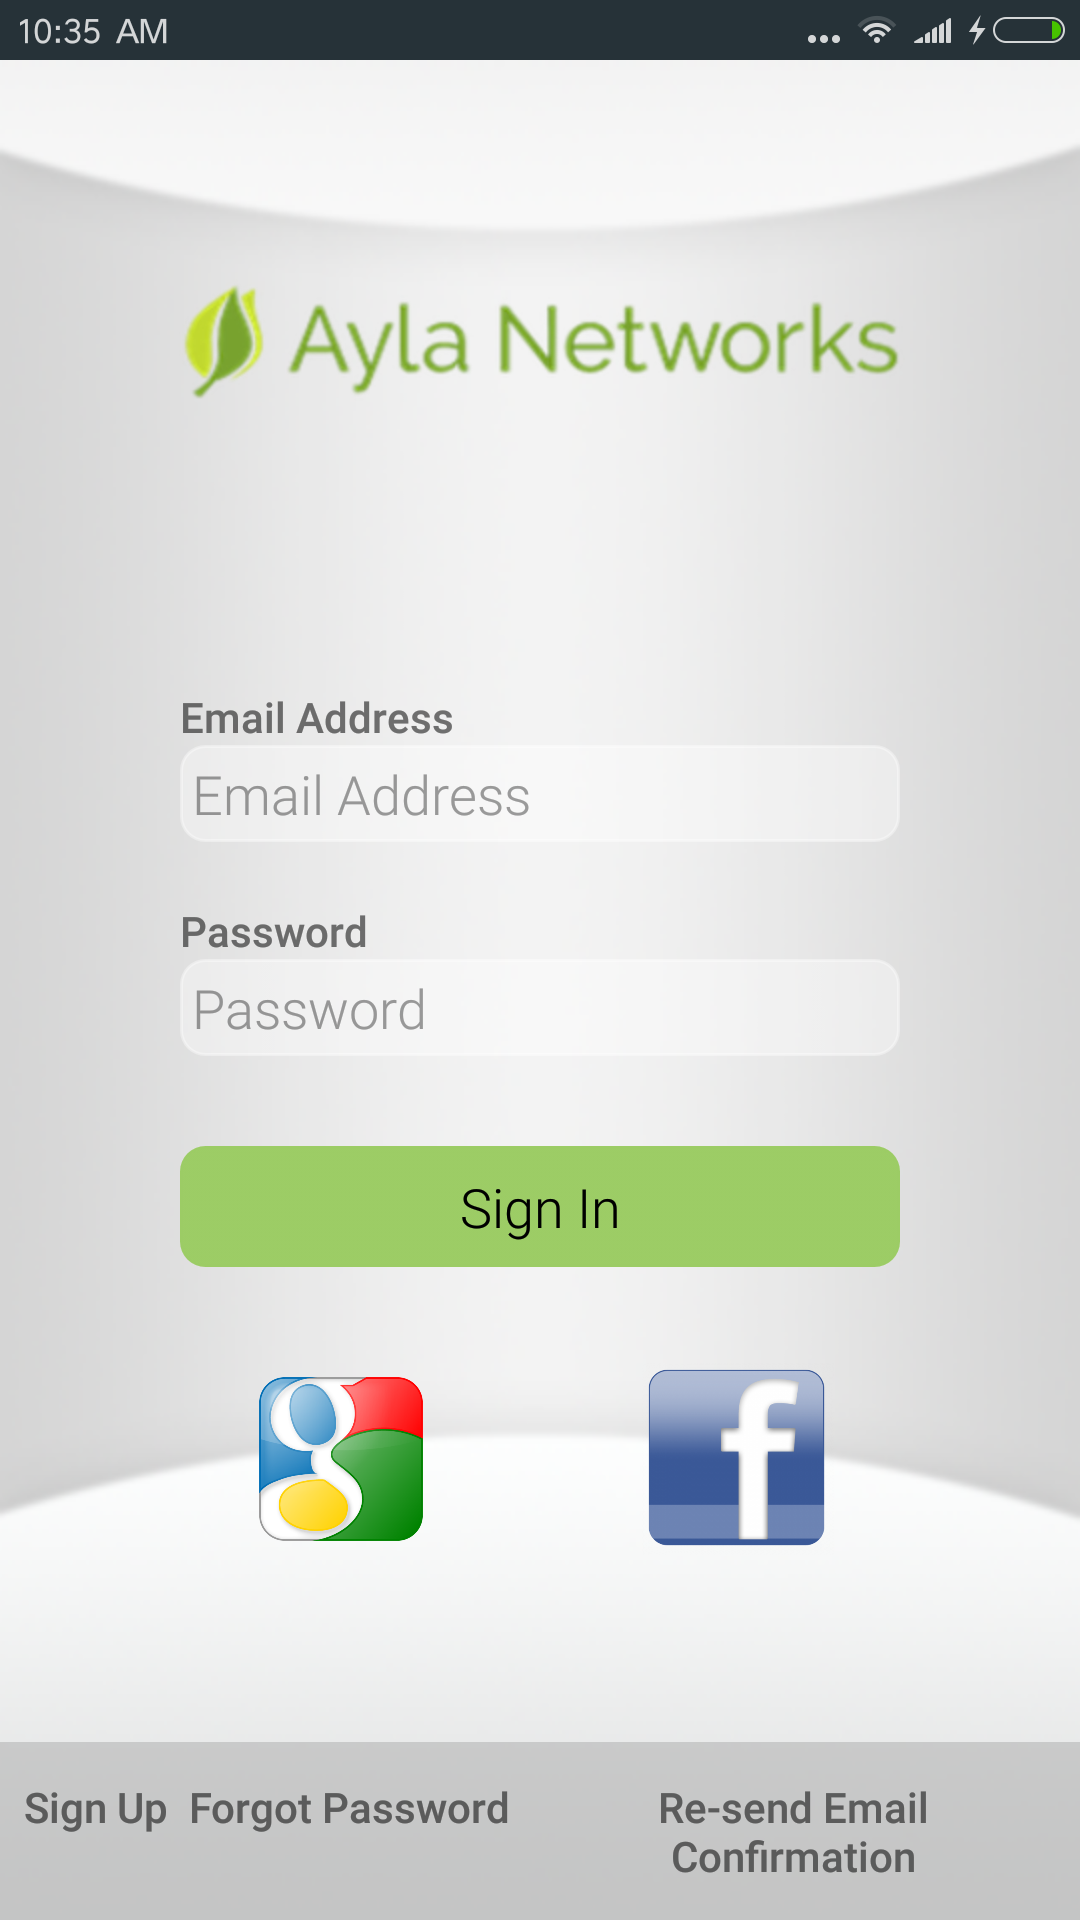 10:35 AM
Ayla Networks
Email Address
Email Address
Password
Password
Sign In
Sign Up Forgot Password Re-send Email
Confirmation